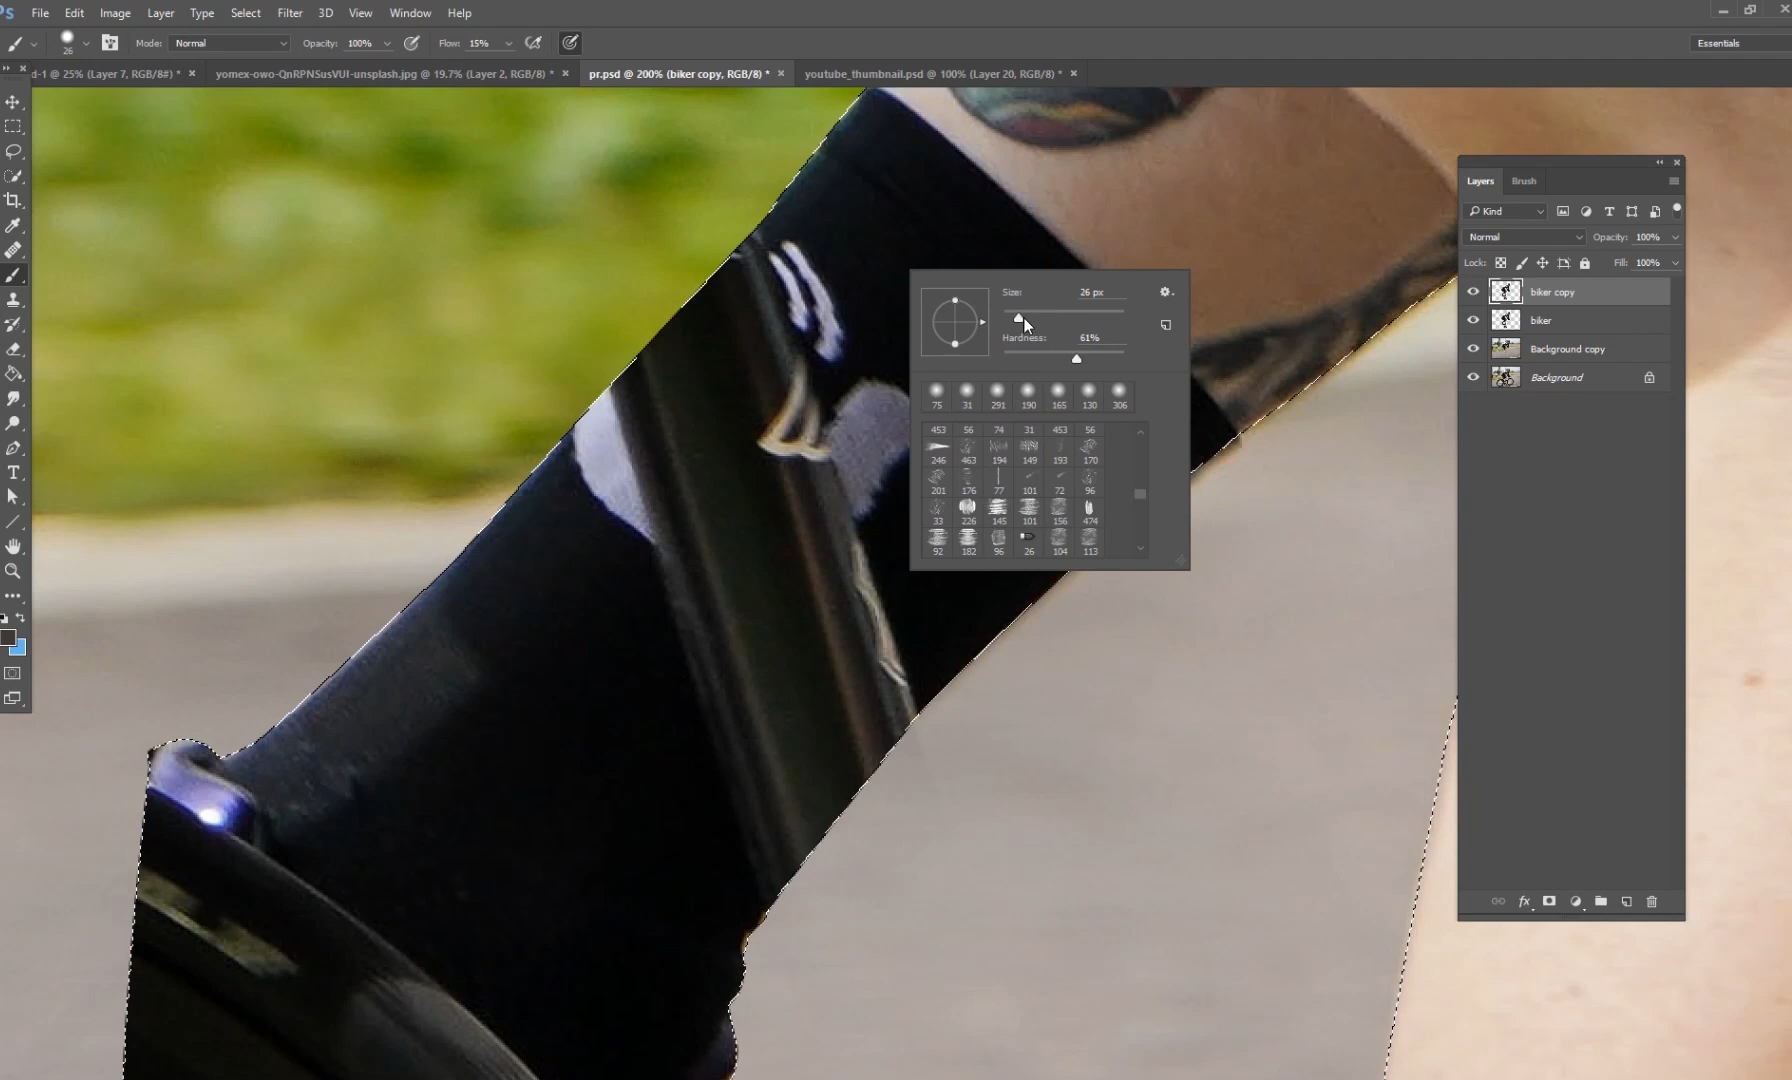 Ps File Edit Image Layer Type Select Filter 3D View Window Help
26 Mode: Normal Opacity: 100% Flow: 15% Essentials
d-1 @ 25% (Layer 7, RGB/8#) * × yomex-owo-QnRPNSusVUI-unsplash.jpg @ 19.7% (Layer 2, RGB/8) * × pr.psd @ 200% (biker copy, RGB/8) * × youtube_thumbnail.psd @ 100% (Layer 20, RGB/8) * ×
Layers Brush
Kind
Normal Opacity: 100%
Lock: Fill: 100%
biker copy
biker
Background copy
Background
fx
Size: 26 px
Hardness: 61%
75 31 291 190 165 130 306
453 56 74 31 453 56
246 463 194 149 193 170
201 176 77 101 72 96
33 226 145 101 156 474
92 182 96 26 104 113